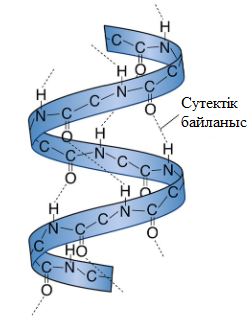 H
C C N
H C
N C
H C C O
N C C
O H
C C N C C N
O
H O
H N C C
N C C
C H O
C N C
O
Сутектік
байланыс